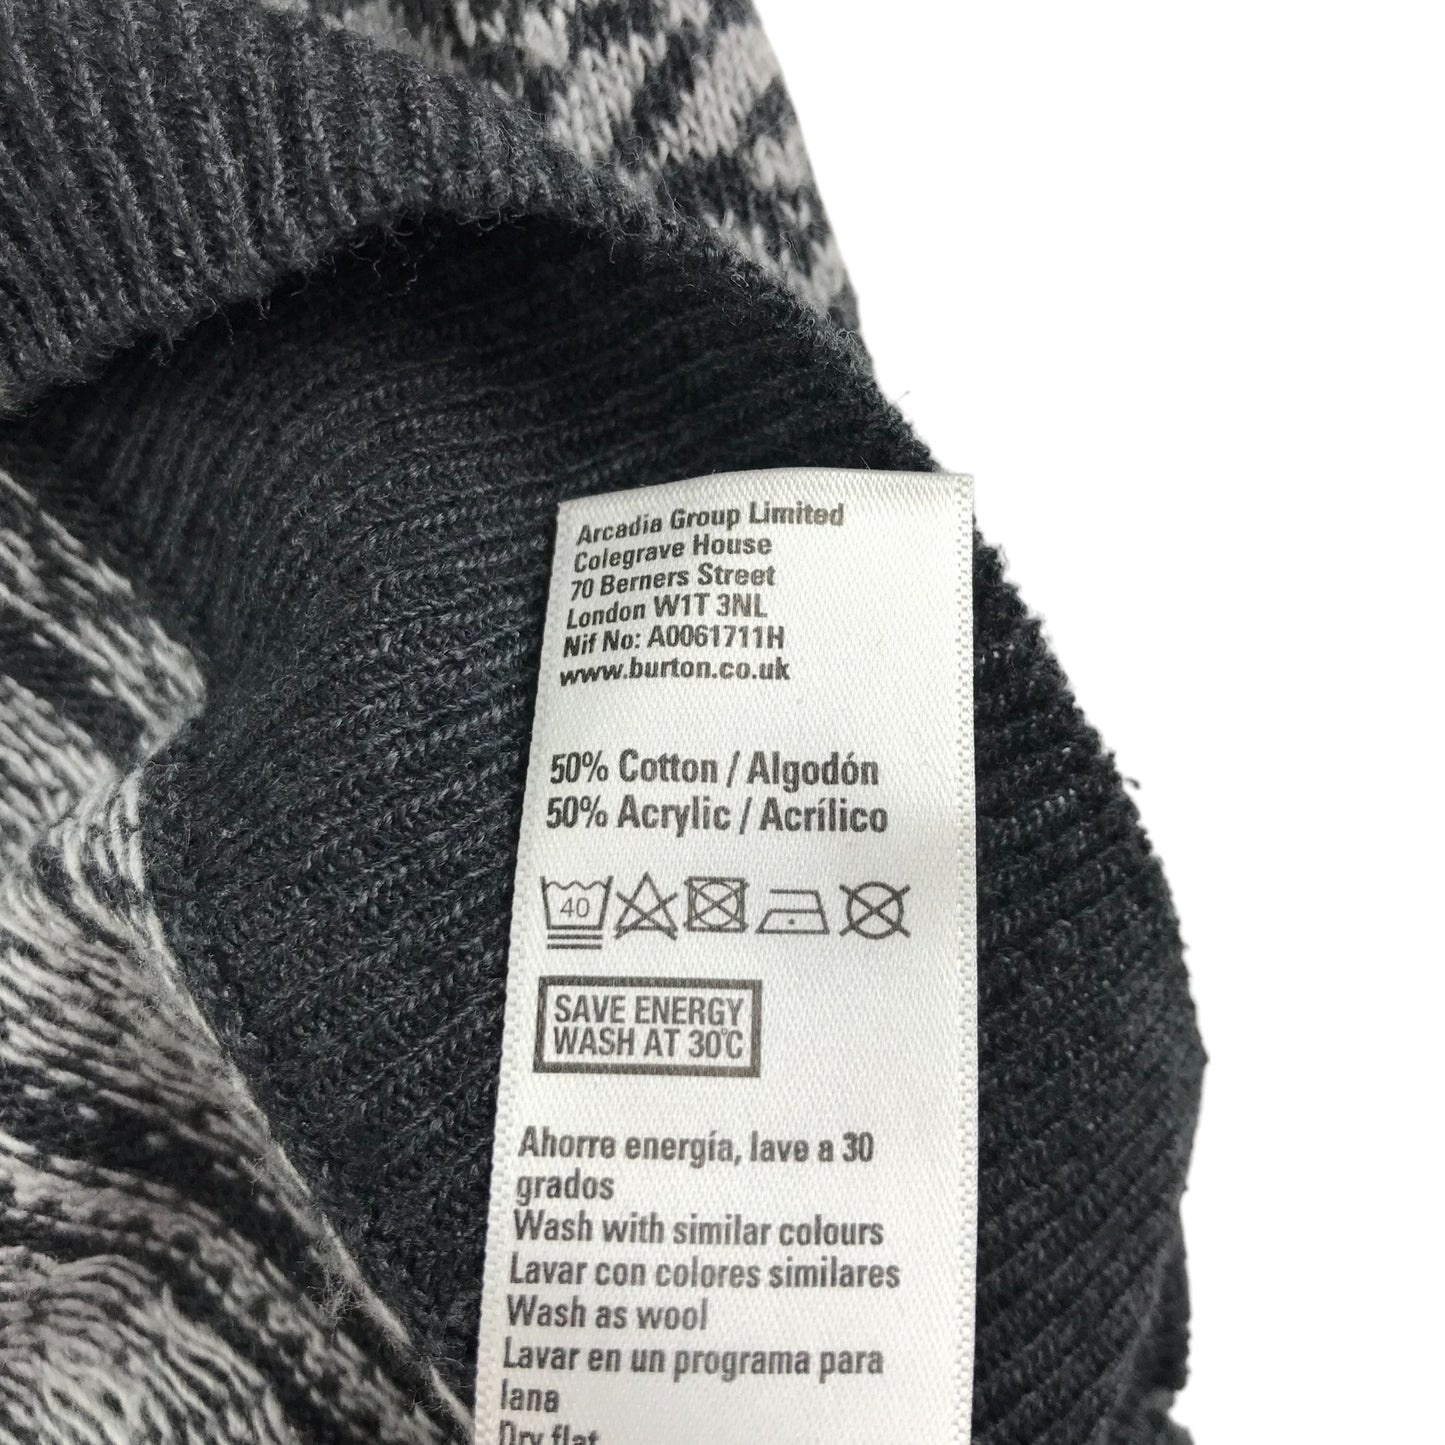 Arcadia Group Limited
Colegrave House
70 Berners Street
London W1T 3NL
Nif No: A0061711H
www.burton.co.uk
50% Cotton / Algodón
50% Acrylic / Acrílico
40
SAVE ENERGY
WASH AT 30°C
Ahorre energía, lave a 30
grados
Wash with similar colours
Lavar con colores similares
Wash as wool
Lavar en un programa para
lana
Dry flat